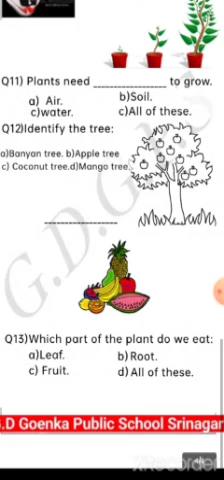 Q11) Plants need ________________ to grow.
a) Air.
b)Soil.
c)water.
c)All of these.
Q12)Identify the tree:
a)Banyan tree. b)Apple tree
c) Coconut tree.d)Mango tree.
________________
Q13)Which part of the plant do we eat:
a)Leaf.
b) Root.
c) Fruit.
d) All of these.
.D Goenka Public School Srinagar